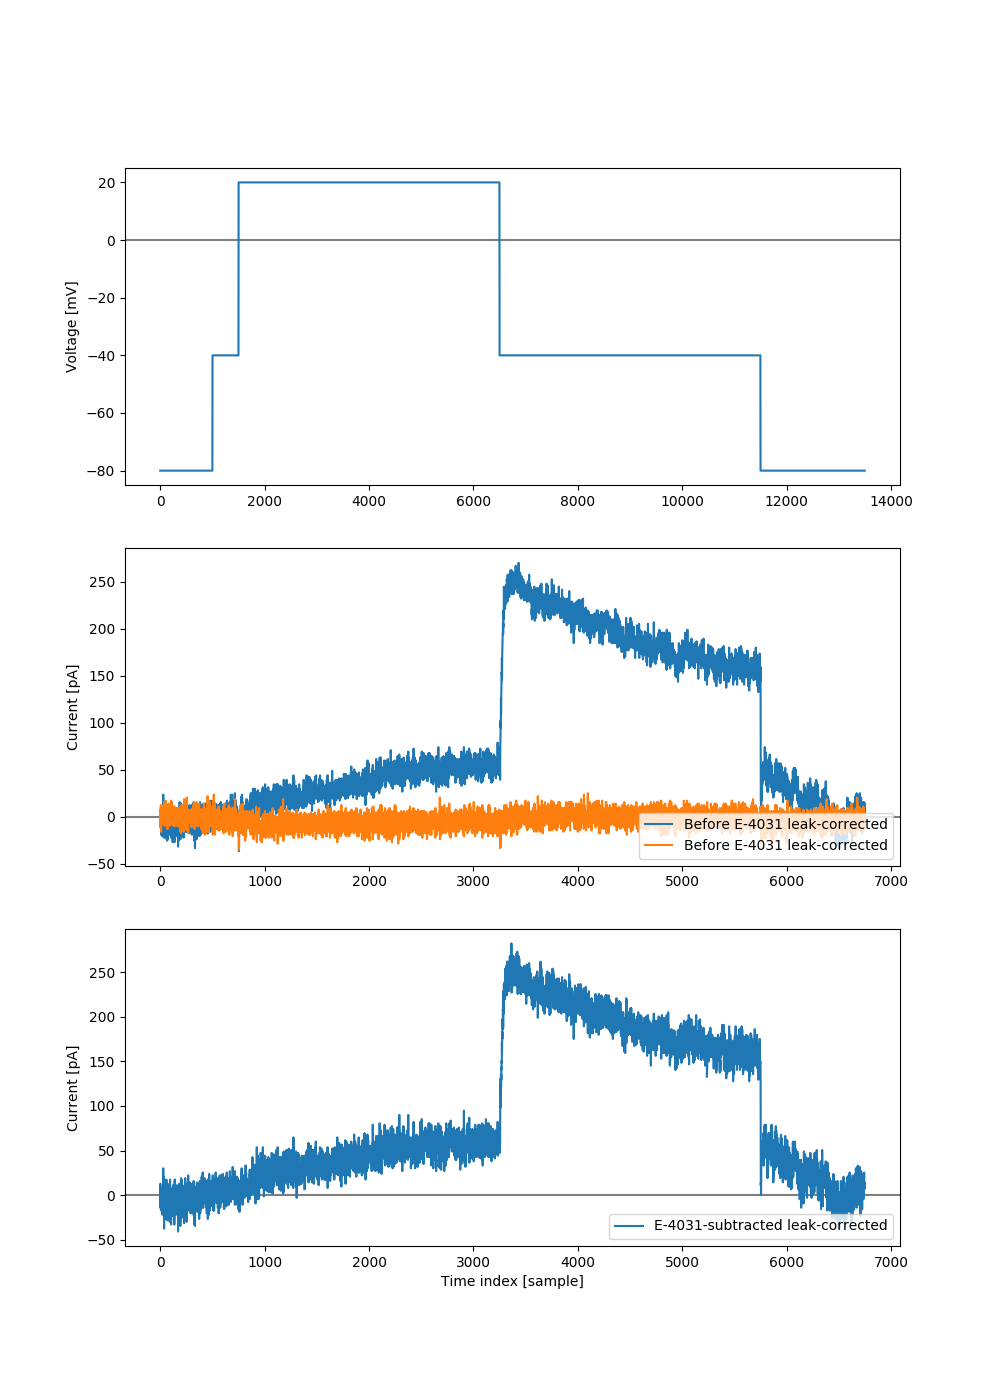 20
0
−20
−40
−60
−80
Voltage [mV]
0 2000 4000 6000 8000 10000 12000 14000
250
200
150
100
50
0
−50
Current [pA]
Before E-4031 leak-corrected
Before E-4031 leak-corrected
0 1000 2000 3000 4000 5000 6000 7000
250
200
150
100
50
0
−50
Current [pA]
E-4031-subtracted leak-corrected
0 1000 2000 3000 4000 5000 6000 7000
Time index [sample]